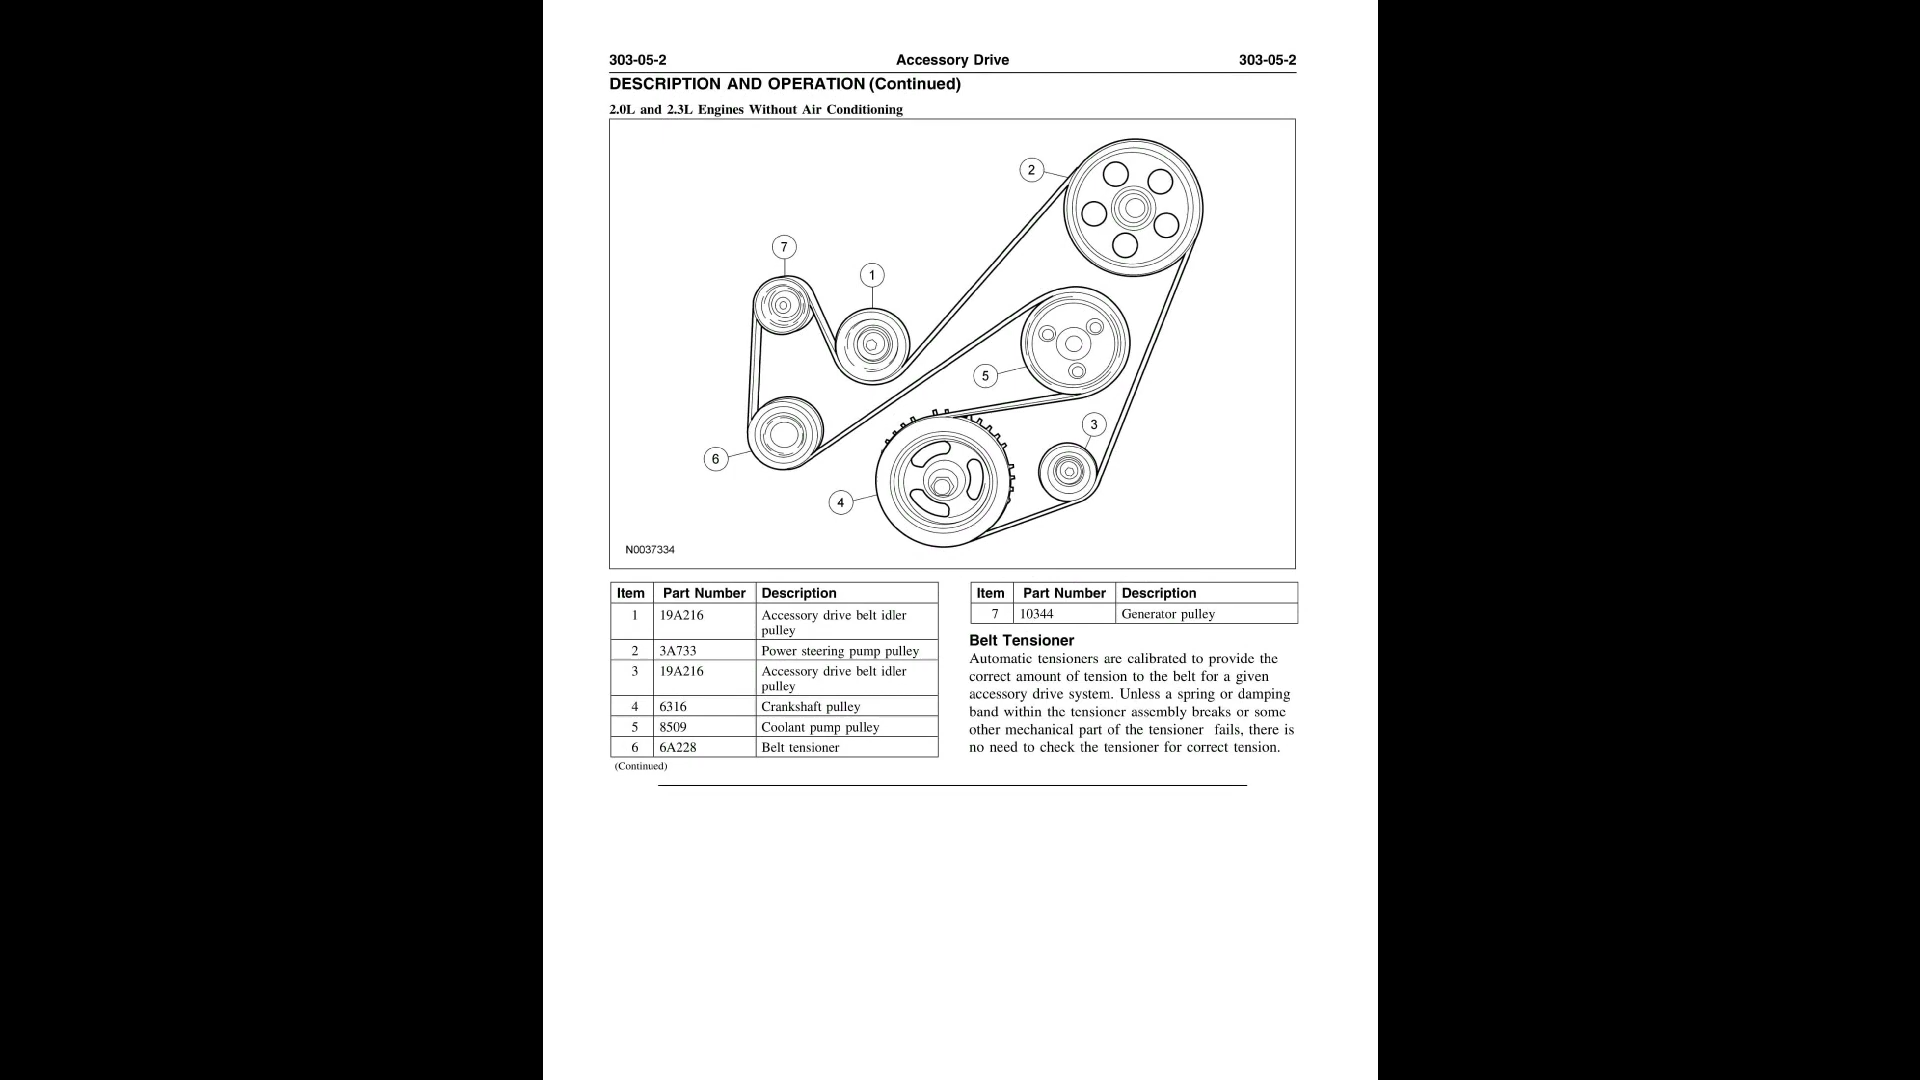 303-05-2 Accessory Drive 303-05-2
DESCRIPTION AND OPERATION (Continued)
2.0L and 2.3L Engines Without Air Conditioning
2
7
1
5
3
6
4
N0037334
Item Part Number Description
1 19A216 Accessory drive belt idler
pulley
2 3A733 Power steering pump pulley
3 19A216 Accessory drive belt idler
pulley
4 6316 Crankshaft pulley
5 8509 Coolant pump pulley
6 6A228 Belt tensioner
(Continued)
Item Part Number Description
7 10344 Generator pulley
Belt Tensioner
Automatic tensioners are calibrated to provide the
correct amount of tension to the belt for a given
accessory drive system. Unless a spring or damping
band within the tensioner assembly breaks or some
other mechanical part of the tensioner fails, there is
no need to check the tensioner for correct tension.